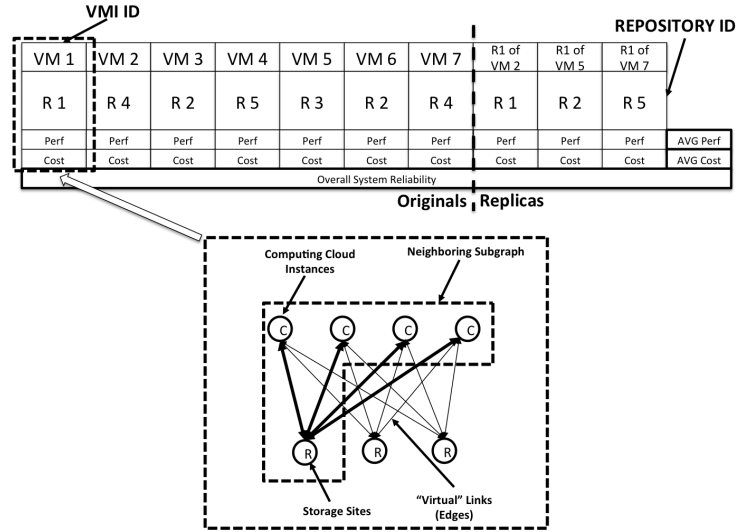 VMI ID
REPOSITORY ID
VM 1 VM 2 VM 3 VM 4 VM 5 VM 6 VM 7 R1 of VM 2 R1 of VM 5 R1 of VM 7
R 1 R 4 R 2 R 5 R 3 R 2 R 4 R 1 R 2 R 5
Perf Perf Perf Perf Perf Perf Perf Perf Perf Perf AVG Perf
Cost Cost Cost Cost Cost Cost Cost Cost Cost Cost AVG Cost
Overall System Reliability
Originals Replicas
Computing Cloud
Instances
Neighboring Subgraph
C C C C
R R R
Storage Sites
"Virtual" Links
(Edges)